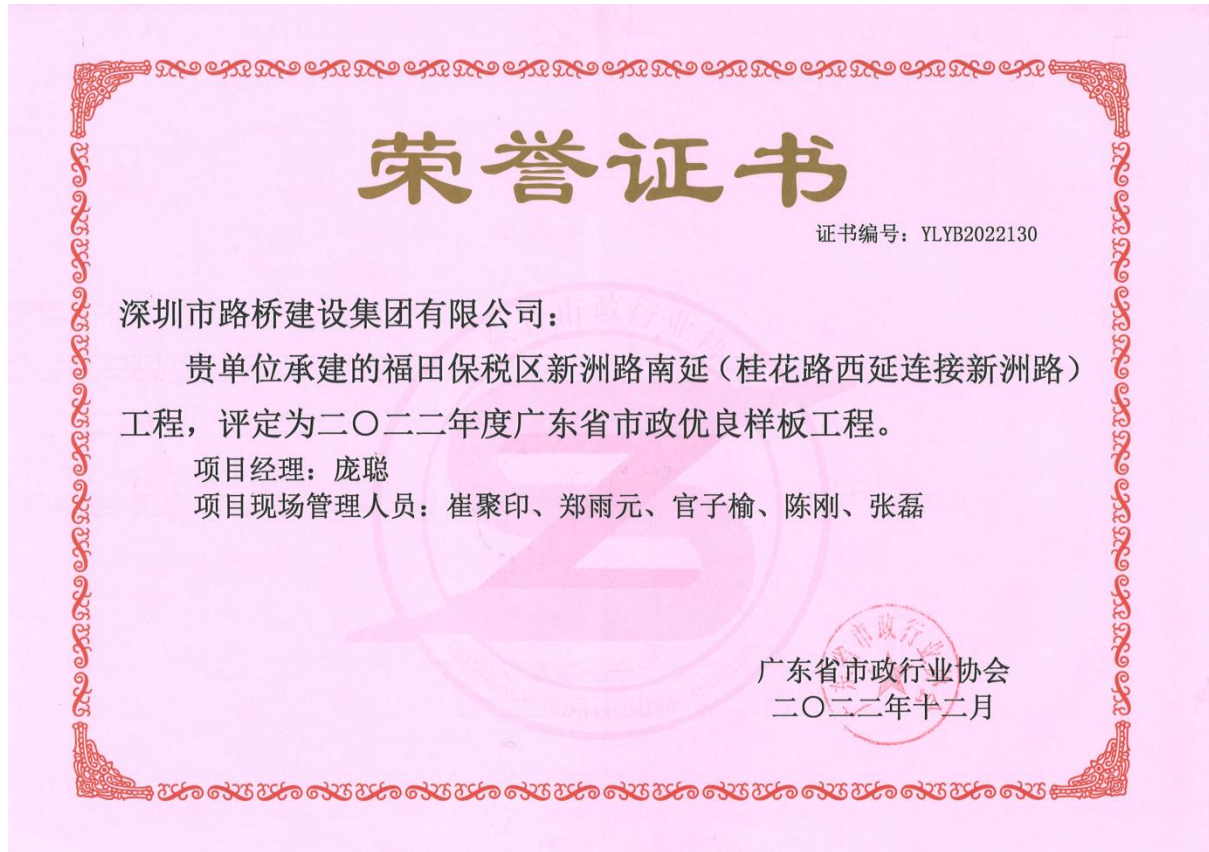 荣誉证书
证书编号：YLYB2022130
深圳市路桥建设集团有限公司：
贵单位承建的福田保税区新洲路南延（桂花路西延连接新洲路）
工程，评定为二〇二二年度广东省市政优良样板工程。
项目经理：庞聪
项目现场管理人员：崔聚印、郑雨元、官子榆、陈刚、张磊
广东省市政行业协会
二〇二二年十二月